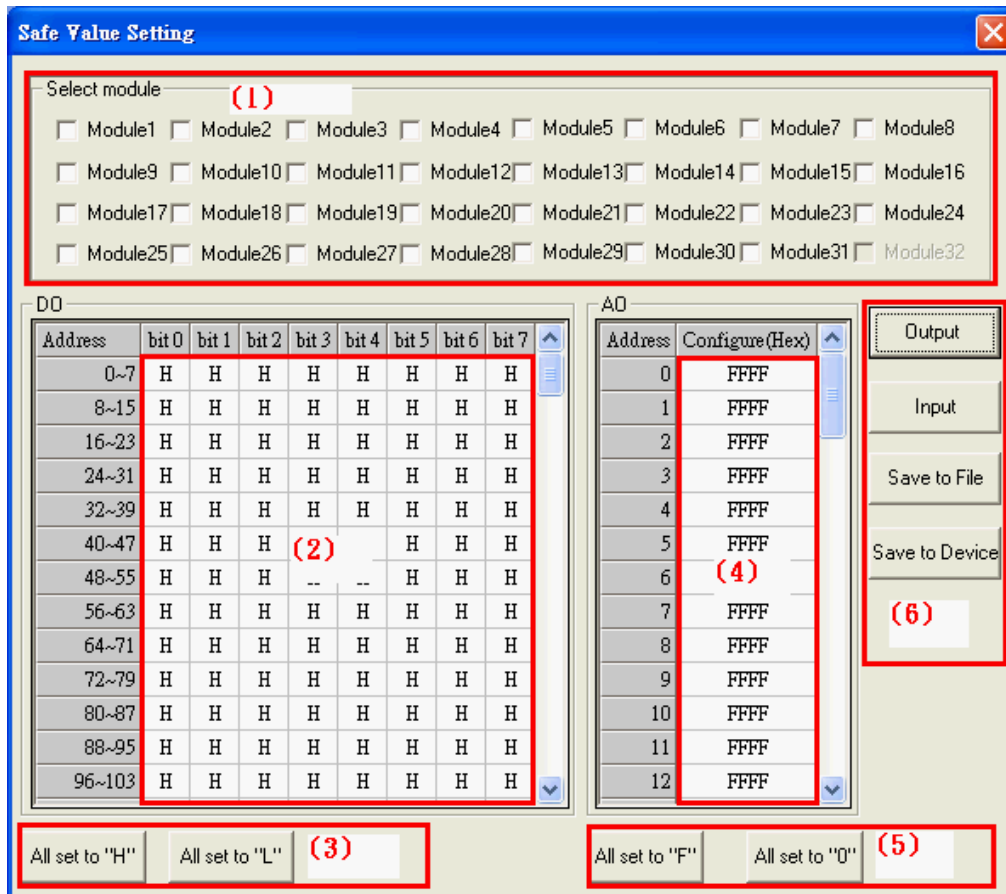 Safe Value Setting
Select module
(1)
Module1 Module2 Module3 Module4 Module5 Module6 Module7 Module8
Module9 Module10 Module11 Module12 Module13 Module14 Module15 Module16
Module17 Module18 Module19 Module20 Module21 Module22 Module23 Module24
Module25 Module26 Module27 Module28 Module29 Module30 Module31 Module32
DO
Address bit 0 bit 1 bit 2 bit 3 bit 4 bit 5 bit 6 bit 7
0~7 H H H H H H H H
8~15 H H H H H H H H
16~23 H H H H H H H H
24~31 H H H H H H H H
32~39 H H H H H H H H
40~47 H H H H H H
48~55 H H H H H H
56~63 H H H H H H H H
64~71 H H H H H H H H
72~79 H H H H H H H H
80~87 H H H H H H H H
88~95 H H H H H H H H
96~103 H H H H H H H H
(2)
All set to "H" All set to "L" (3)
AO
Address Configure(Hex)
0 FFFF
1 FFFF
2 FFFF
3 FFFF
4 FFFF
5 FFFF
6
7 FFFF
8 FFFF
9 FFFF
10 FFFF
11 FFFF
12 FFFF
(4)
All set to "F" All set to "0" (5)
Output
Input
Save to File
Save to Device
(6)